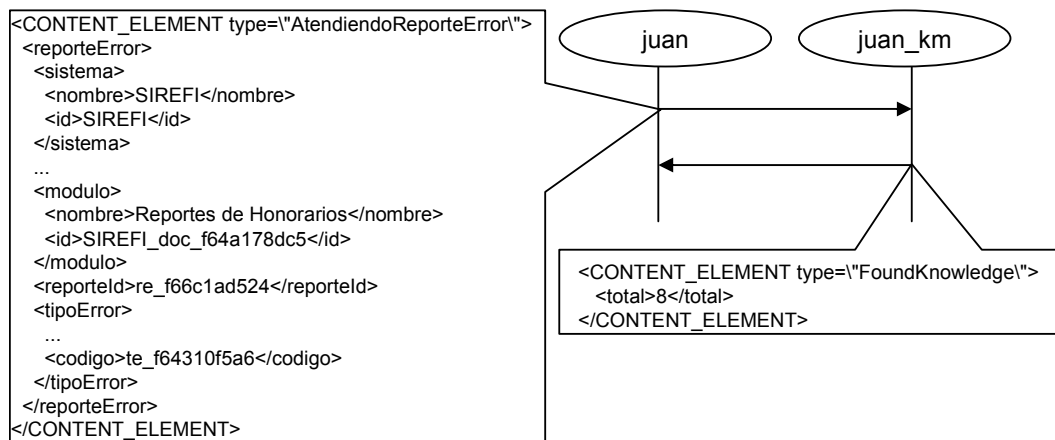 <CONTENT_ELEMENT type=\"AtendiendoReporteError\">
<reporteError>
<sistema>
<nombre>SIREFI</nombre>
<id>SIREFI</id>
</sistema>
...
<modulo>
<nombre>Reportes de Honorarios</nombre>
<id>SIREFI_doc_f64a178dc5</id>
</modulo>
<reporteId>re_f66c1ad524</reporteId>
<tipoError>
...
<codigo>te_f64310f5a6</codigo>
</tipoError>
</reporteError>
</CONTENT_ELEMENT>
juan
juan_km
<CONTENT_ELEMENT type=\"FoundKnowledge\">
<total>8</total>
</CONTENT_ELEMENT>